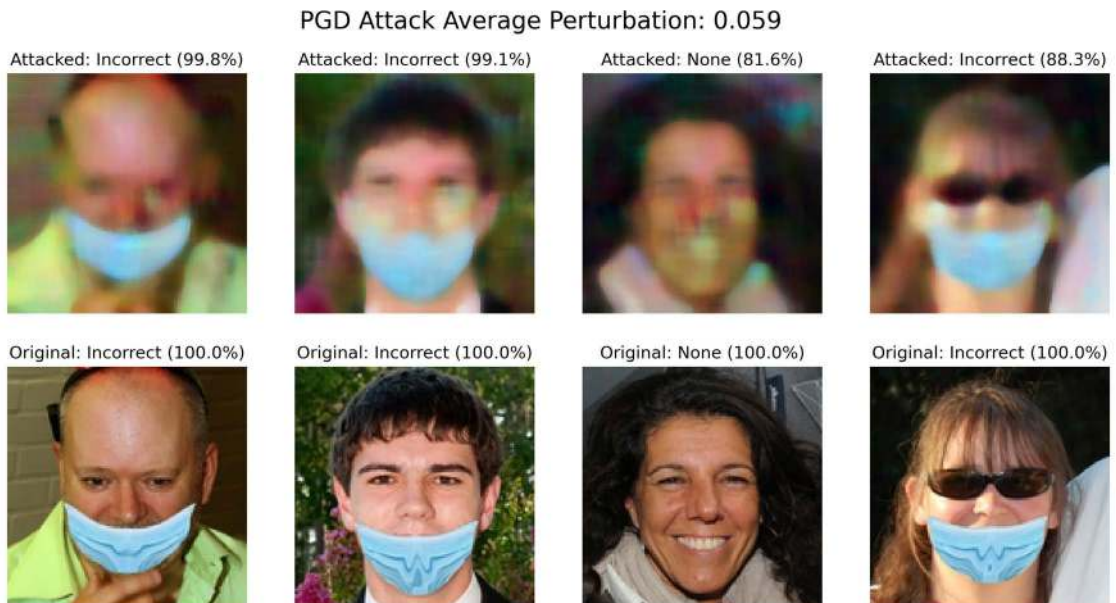 PGD Attack Average Perturbation: 0.059
Attacked: Incorrect (99.8%)
Attacked: Incorrect (99.1%)
Attacked: None (81.6%)
Attacked: Incorrect (88.3%)
Original: Incorrect (100.0%)
Original: Incorrect (100.0%)
Original: None (100.0%)
Original: Incorrect (100.0%)